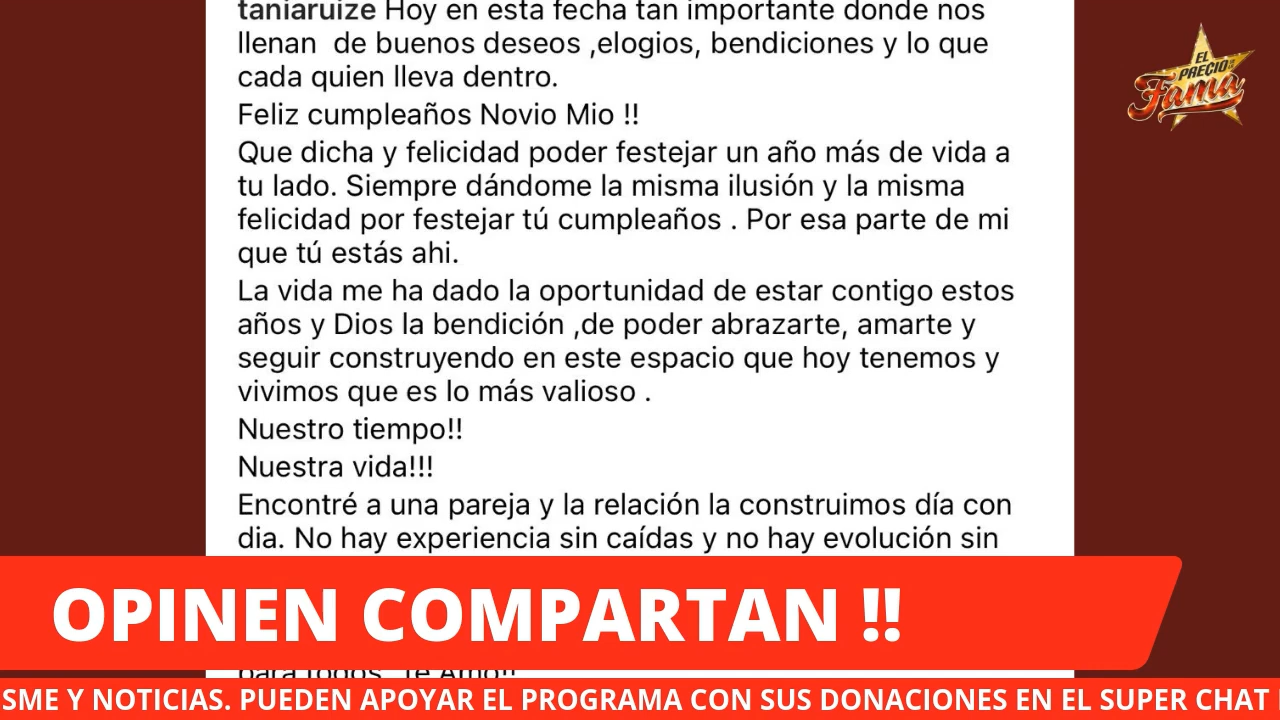 taniaruize Hoy en esta fecha tan importante donde nos
llenan  de buenos deseos ,elogios, bendiciones y lo que
cada quien lleva dentro.
Feliz cumpleaños Novio Mio !!
Que dicha y felicidad poder festejar un año más de vida a
tu lado. Siempre dándome la misma ilusión y la misma
felicidad por festejar tú cumpleaños . Por esa parte de mi
que tú estás ahi.
La vida me ha dado la oportunidad de estar contigo estos
años y Dios la bendición ,de poder abrazarte, amarte y
seguir construyendo en este espacio que hoy tenemos y
vivimos que es lo más valioso .
Nuestro tiempo!!
Nuestra vida!!!
Encontré a una pareja y la relación la construimos día con
dia. No hay experiencia sin caídas y no hay evolución sin
para todos  Te Amo!!
EL
PRECIO DE LA
Fama
OPINEN COMPARTAN !!
SME Y NOTICIAS. PUEDEN APOYAR EL PROGRAMA CON SUS DONACIONES EN EL SUPER CHAT